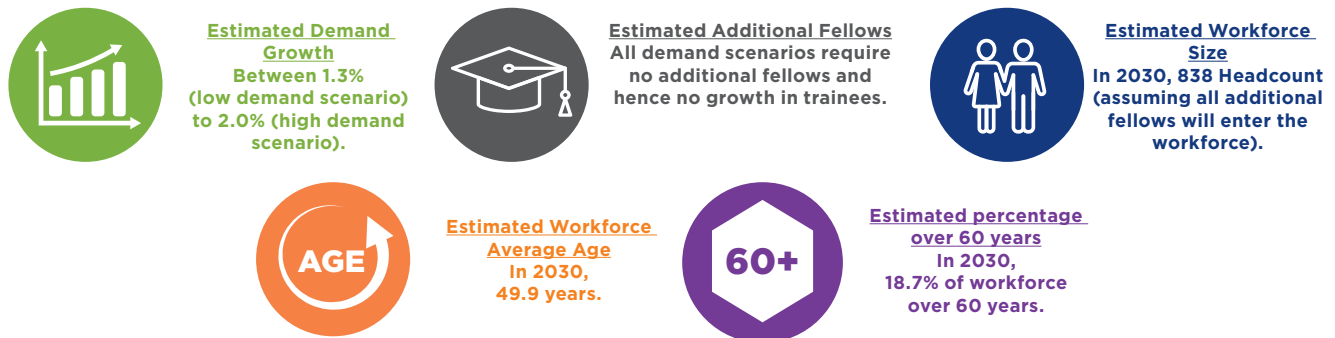 Estimated Demand
Growth
Between 1.3%
(low demand scenario)
to 2.0% (high demand
scenario).
Estimated Additional Fellows
All demand scenarios require
no additional fellows and
hence no growth in trainees.
Estimated Workforce
Size
In 2030, 838 Headcount
(assuming all additional
fellows will enter the
workforce).
AGE
Estimated Workforce
Average Age
In 2030,
49.9 years.
60+
Estimated percentage
over 60 years
In 2030,
18.7% of workforce
over 60 years.